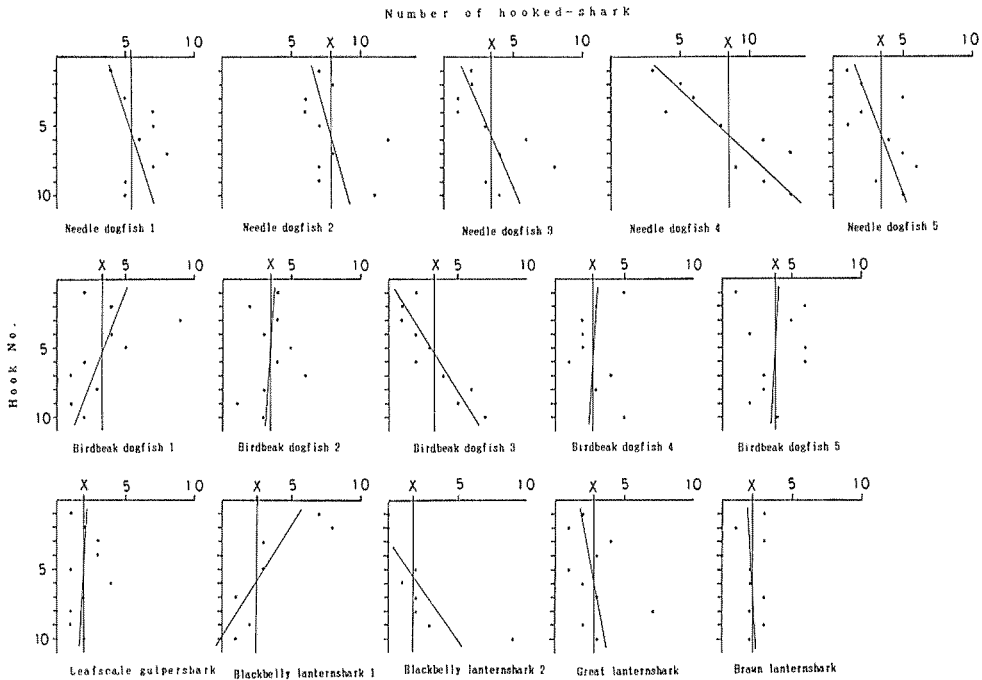 Number of hooked-shark
5 X 10
5 X 10
X 5 10
5 X 10
X 5 10
5
10
Needle dogfish 1
Needle dogfish 2
Needle dogfish 3
Needle dogfish 4
Needle dogfish 5
X 5 10
X 5 10
X 5 10
X 5 10
X 10
Hook No.
5
10
Birdbeak dogfish 1
Birdbeak dogfish 2
Birdbeak dogfish 3
Birdbeak dogfish 4
Birdbeak dogfish 5
X 5 10
X 5 10
X 5 10
X 5 10
X 5 10
5
10
Leafscale gulpershark
Blackbelly lanternshark 1
Blackbelly lanternshark 2
Great lanternshark
Braun lanternshark